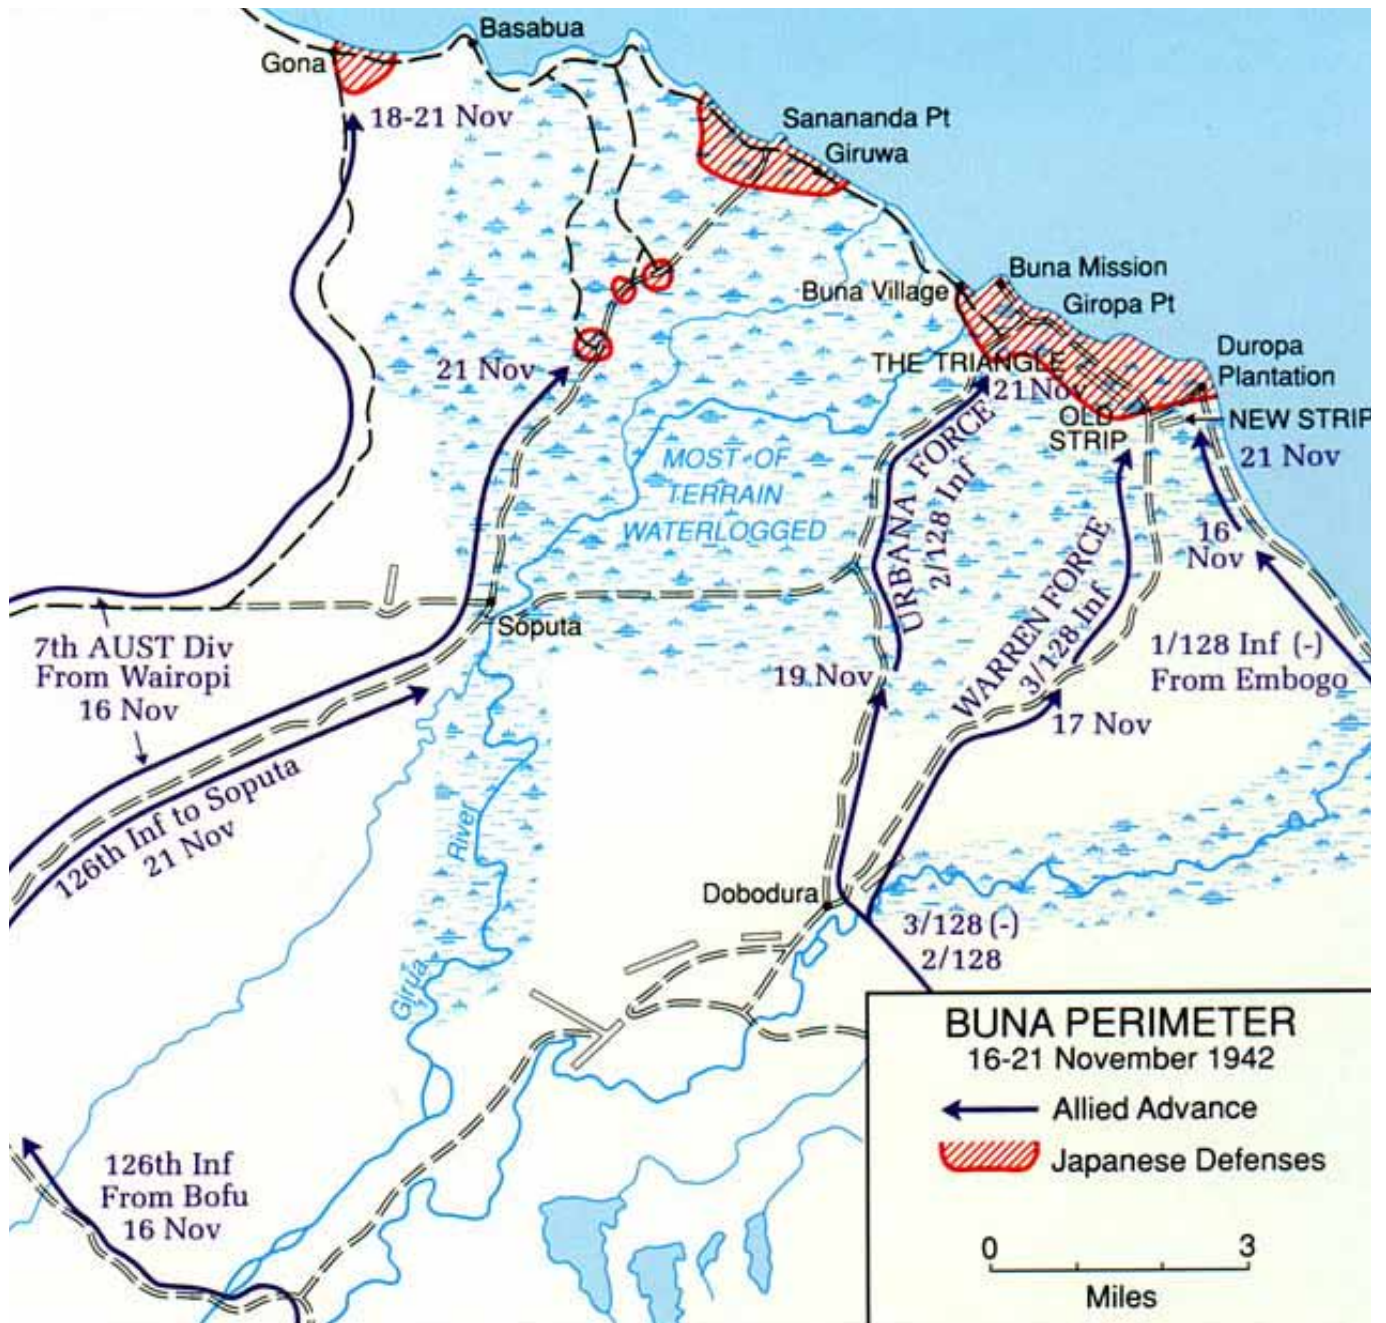 Basabua
Gona
18-21 Nov
Sanananda Pt
Giruwa
Buna Mission
Buna Village
Giropa Pt
Duropa
Plantation
THE TRIANGLE
21 Nov
21 Nov
OLD
STRIP
NEW STRIP
21 Nov
MOST OF
TERRAIN
WATERLOGGED
URBANA FORCE
2/128 Inf
16
Nov
WARREN FORCE
3/128 Inf
Soputa
7th AUST Div
From Wairopi
16 Nov
1/128 Inf (-)
From Embogo
19 Nov
17 Nov
126th Inf to Soputa
21 Nov
River
Girua
Dobodura
3/128 (-)
2/128
126th Inf
From Bofu
16 Nov
BUNA PERIMETER
16-21 November 1942
Allied Advance
Japanese Defenses
0 3
Miles